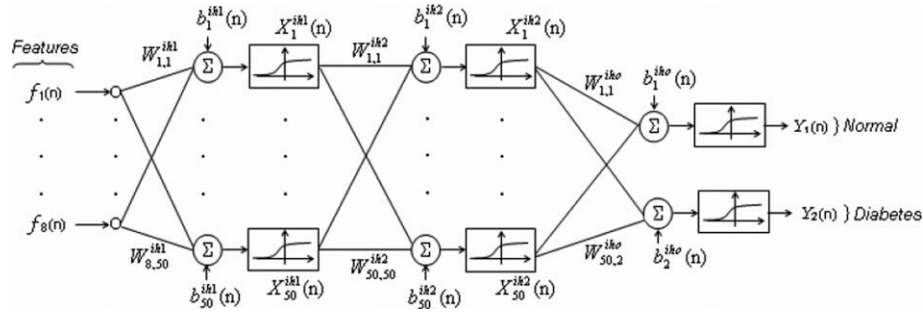 b₁ⁱʰ¹(n) X₁ⁱʰ¹(n) b₁ⁱʰ²(n) X₁ⁱʰ²(n)
Features W₁,₁ⁱʰ¹ W₁,₁ⁱʰ² W₁,₁ⁱʰᵒ b₁ⁱʰᵒ(n)
Σ Σ
f₁(n)
Σ Y₁(n) } Normal
f₈(n) Σ Y₂(n) } Diabetes
Σ Σ
W₈,₅₀ⁱʰ¹ W₅₀,₅₀ⁱʰ² W₅₀,₂ⁱʰᵒ b₂ⁱʰᵒ(n)
b₅₀ⁱʰ¹(n) X₅₀ⁱʰ¹(n) b₅₀ⁱʰ²(n) X₅₀ⁱʰ²(n)